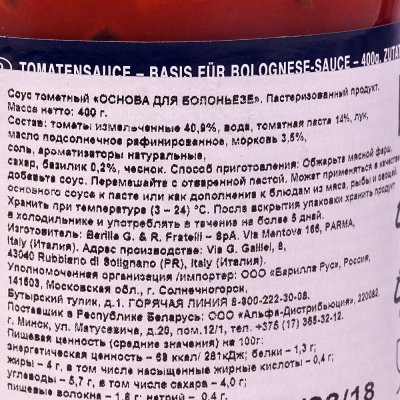 TOMATENSAUCE – BASIS FÜR BOLOGNESE-SAUCE – 400g. ZUTAT
Соус томатный «ОСНОВА ДЛЯ БОЛОНЬЕЗЕ». Пастеризованный продукт.
Масса нетто: 400 г.
Состав: томаты измельченные 40,9%, вода, томатная паста 14%, лук,
масло подсолнечное рафинированное, морковь 3,5%,
соль, ароматизаторы натуральные,
сахар, базилик 0,2%, чеснок. Способ приготовления: Обжарьте мясной фарш,
добавьте соус. Перемешайте с отваренной пастой. Может применяться в качестве
основного соуса к пасте или как дополнение к блюдам из мяса, рыбы и овощей.
Хранить при температуре (3 – 24) °C. После вскрытия упаковки хранить продукт
в холодильнике и употреблять в течение не более 5 дней.
Изготовитель: Barilla G. & R. Fratelli – SpA, Via Mantova 166, PARMA,
Italy (Италия). Адрес производства: Via G. Galilei, 8,
43040 Rubbiano di Solignano (PR), Italy (Италия).
Уполномоченная организация /импортер: ООО «Барилла Рус», Россия,
141503, Московская обл., г. Солнечногорск,
Бутырский тупик, д.1. ГОРЯЧАЯ ЛИНИЯ 8-800-222-30-08.
Поставщик в Республике Беларусь: ООО «Альфа-Дистрибьюция», 220082,
г. Минск, ул. Матусевича, д.20, пом.12/1, тел. +375 (17) 363-32-12.
Пищевая ценность (средние значения) на 100г:
энергетическая ценность – 68 ккал/ 281кДж; белки – 1,3 г;
жиры – 4 г, в том числе насыщенные жирные кислоты – 0,4 г;
углеводы – 5,7 г, в том числе сахара – 4,0 г;
пищевые волокна – 1,8 г; натрий – 0,4 г.
/18